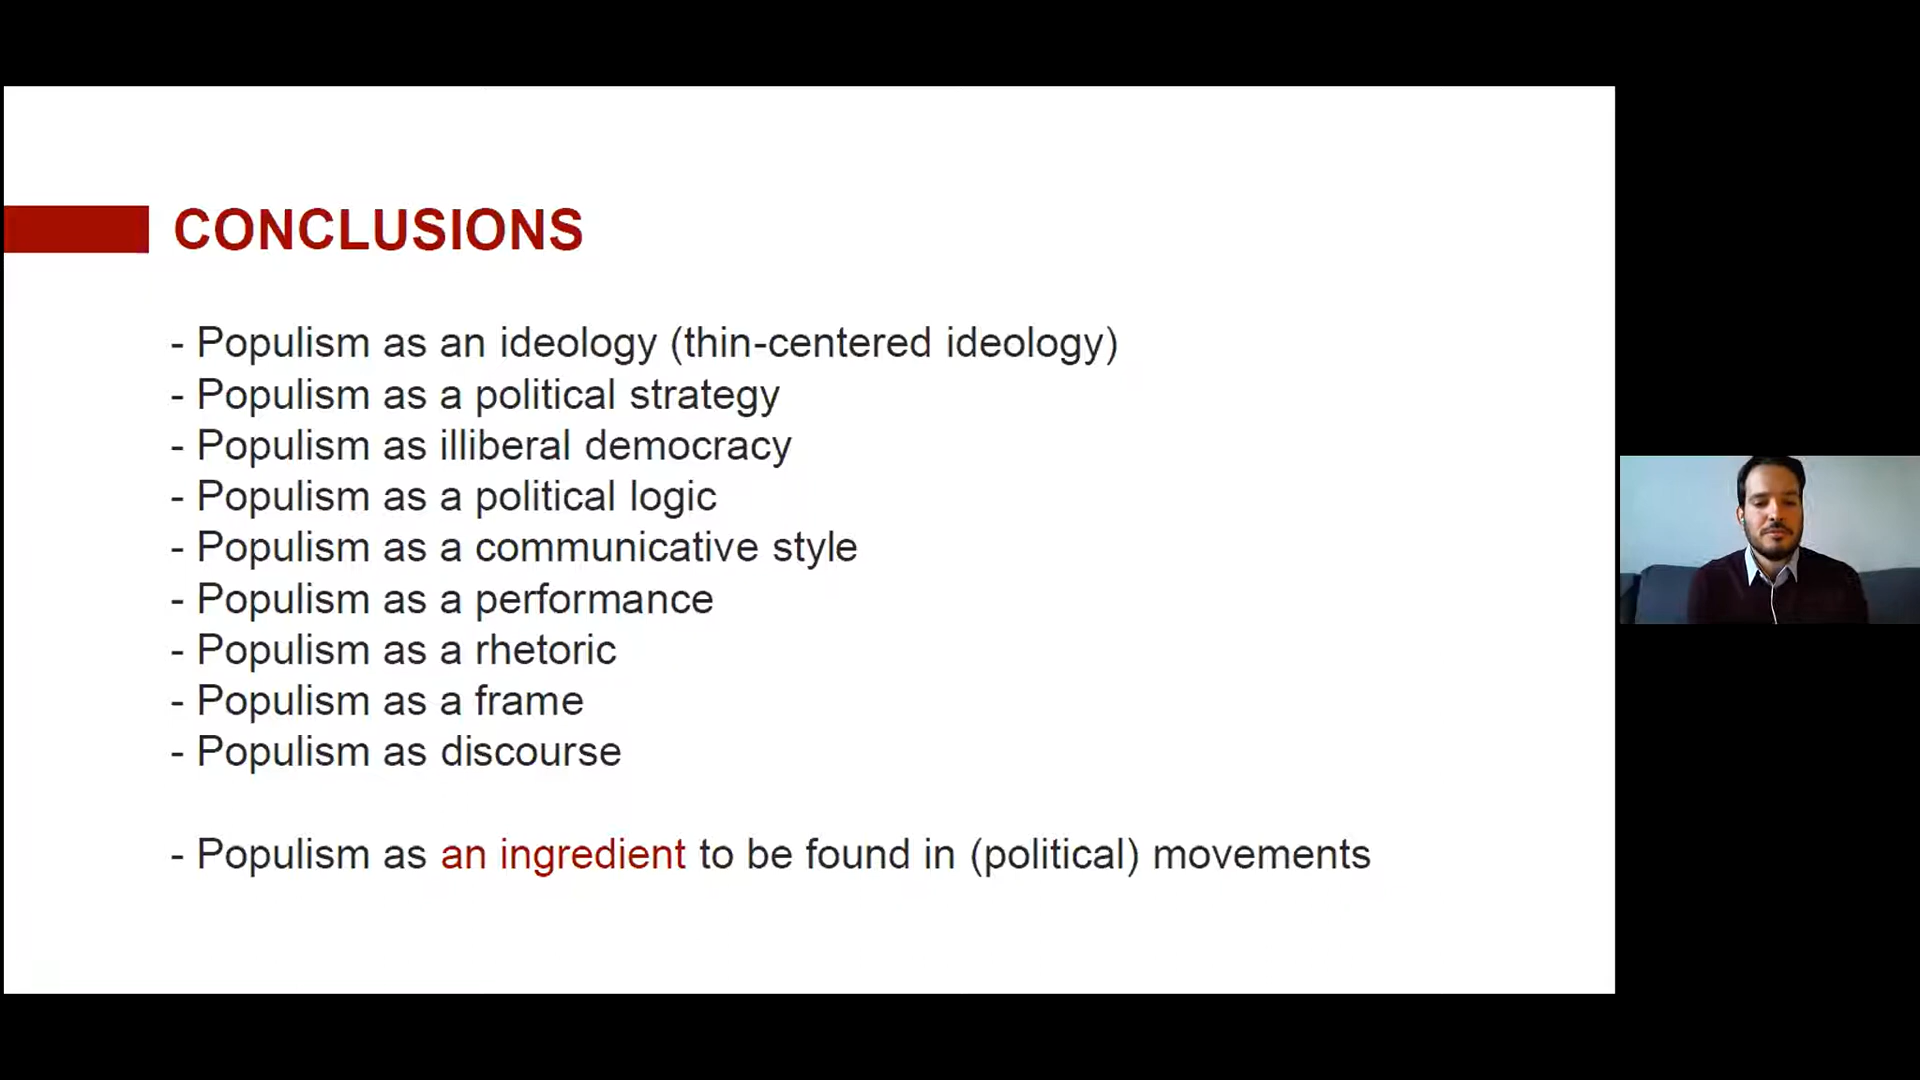 CONCLUSIONS
- Populism as an ideology (thin-centered ideology)
- Populism as a political strategy
- Populism as illiberal democracy
- Populism as a political logic
- Populism as a communicative style
- Populism as a performance
- Populism as a rhetoric
- Populism as a frame
- Populism as discourse
- Populism as an ingredient to be found in (political) movements